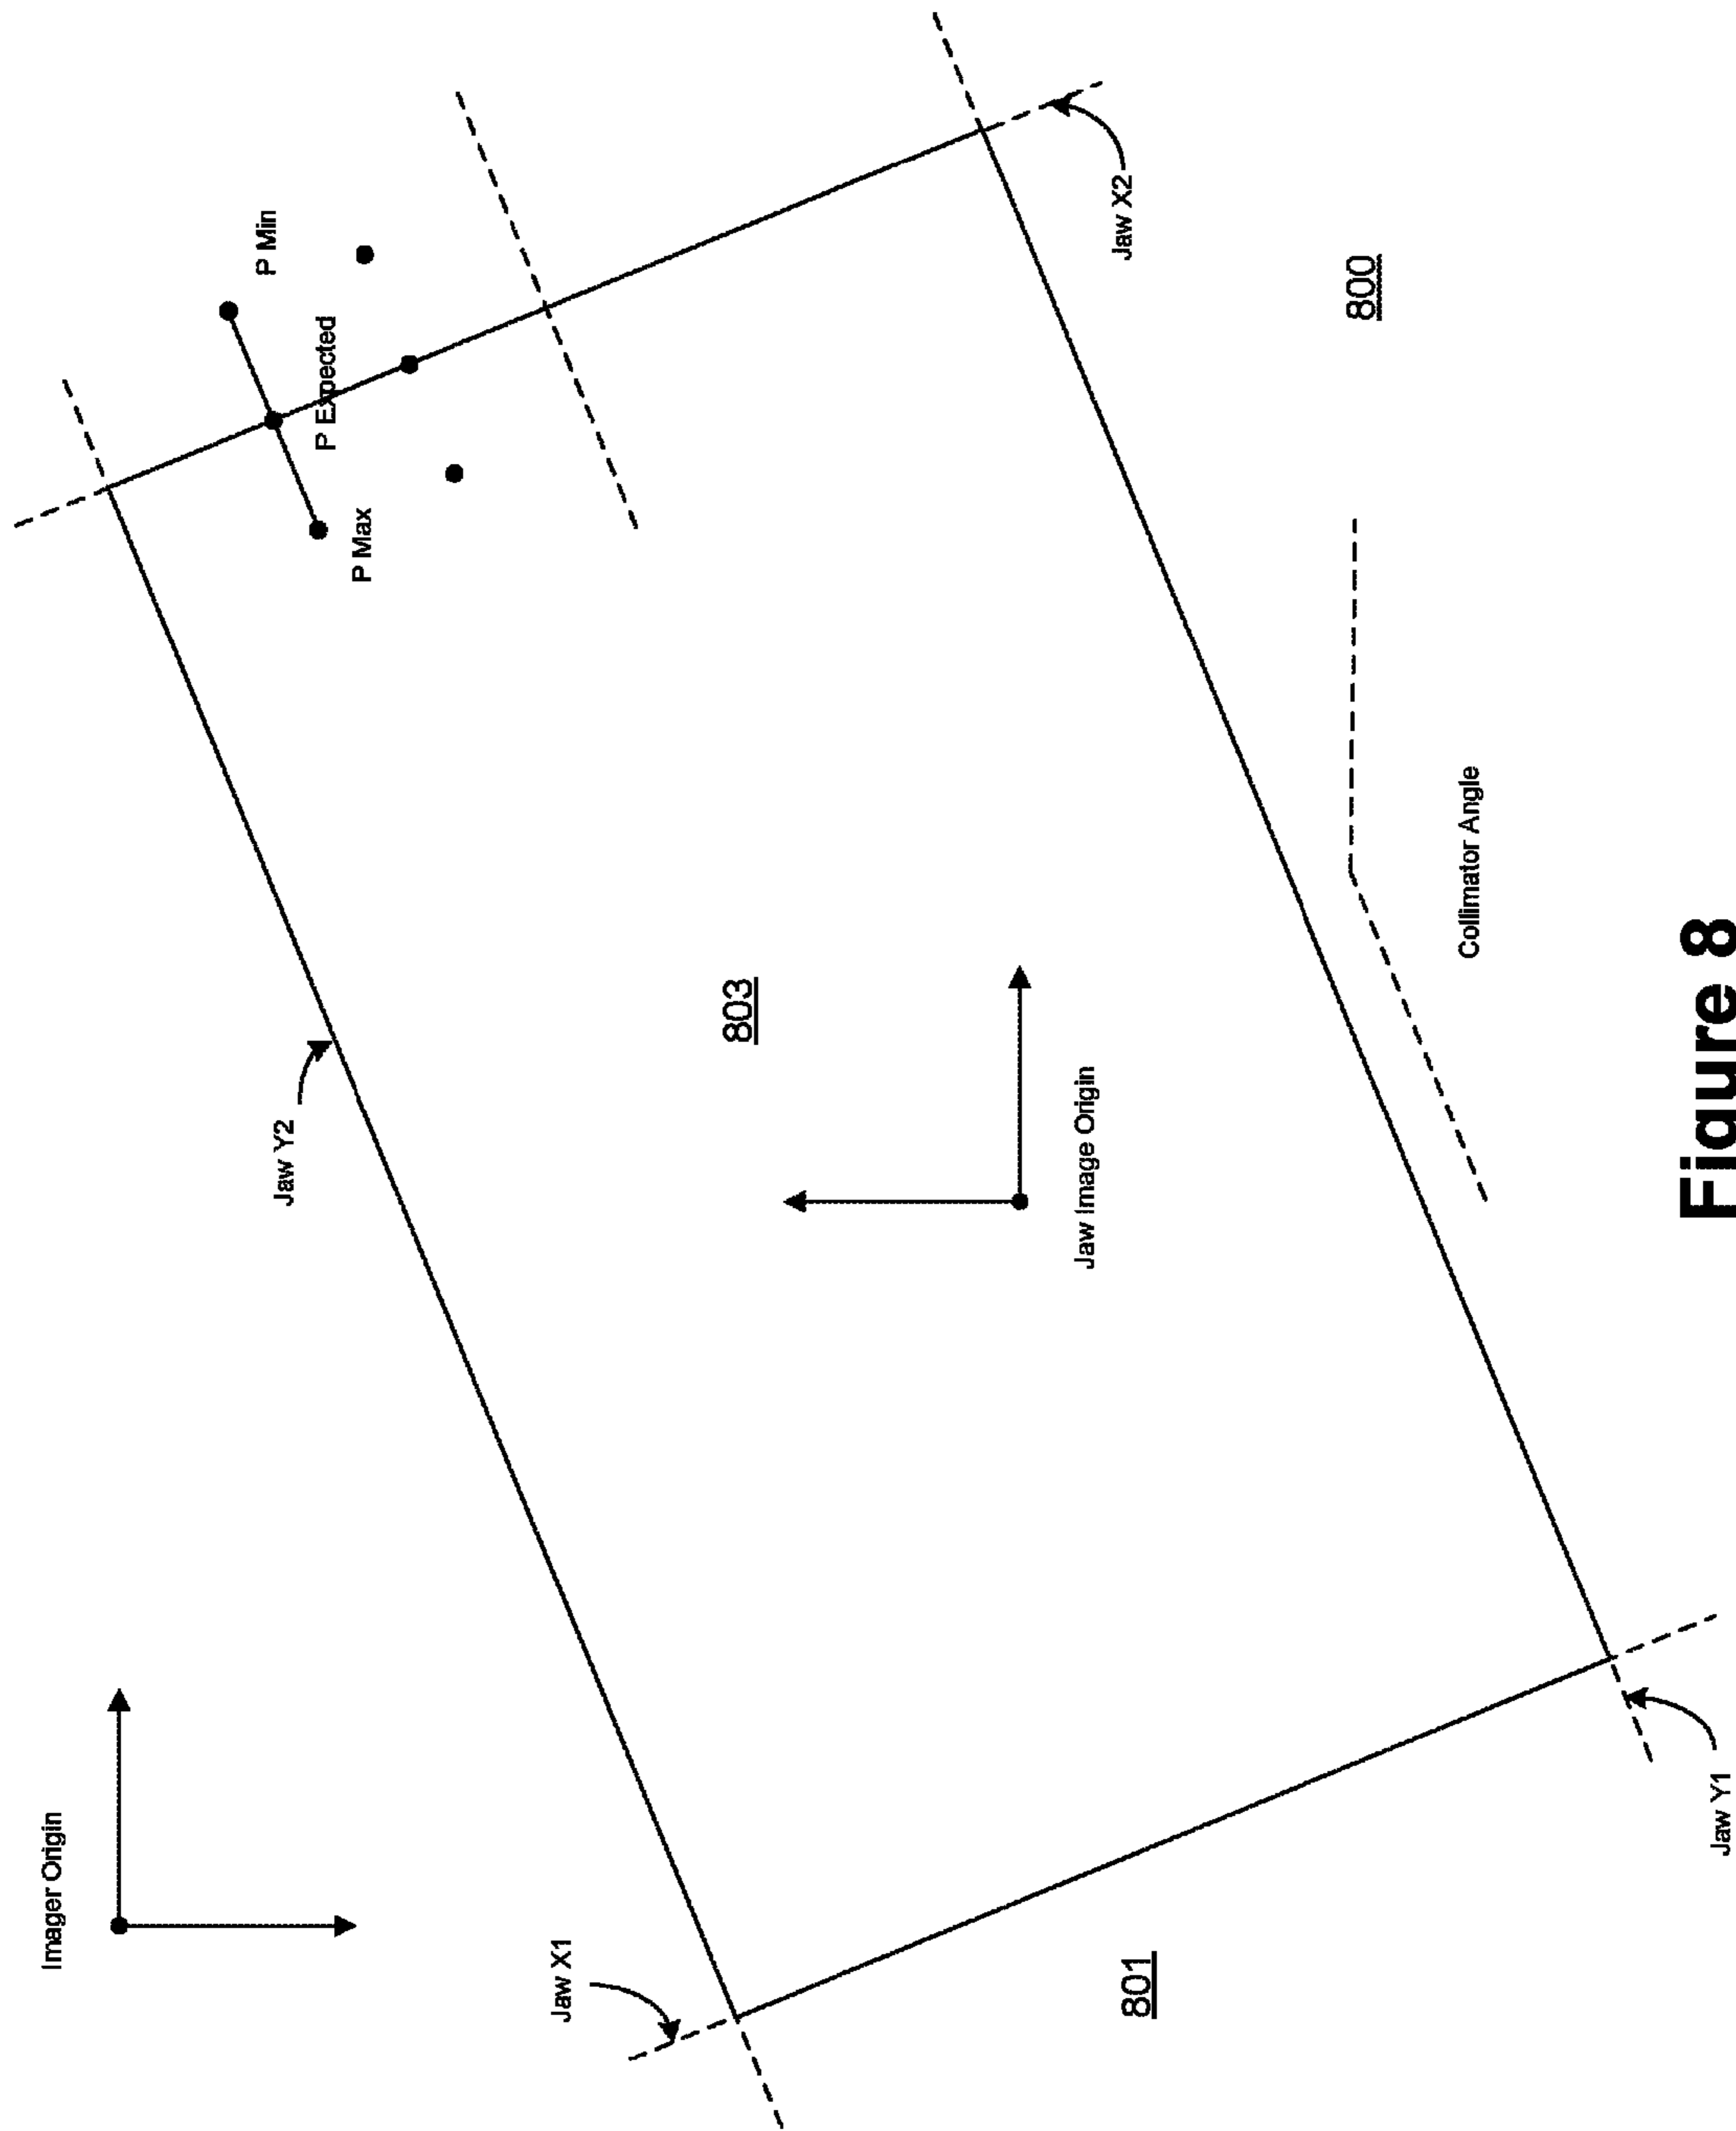 Imager Origin
Jaw Y2
P Min
P Expected
P Max
Jaw X1
803
Jaw Image Origin
Jaw X2
801
800
Collimator Angle
Jaw Y1
Figure 8